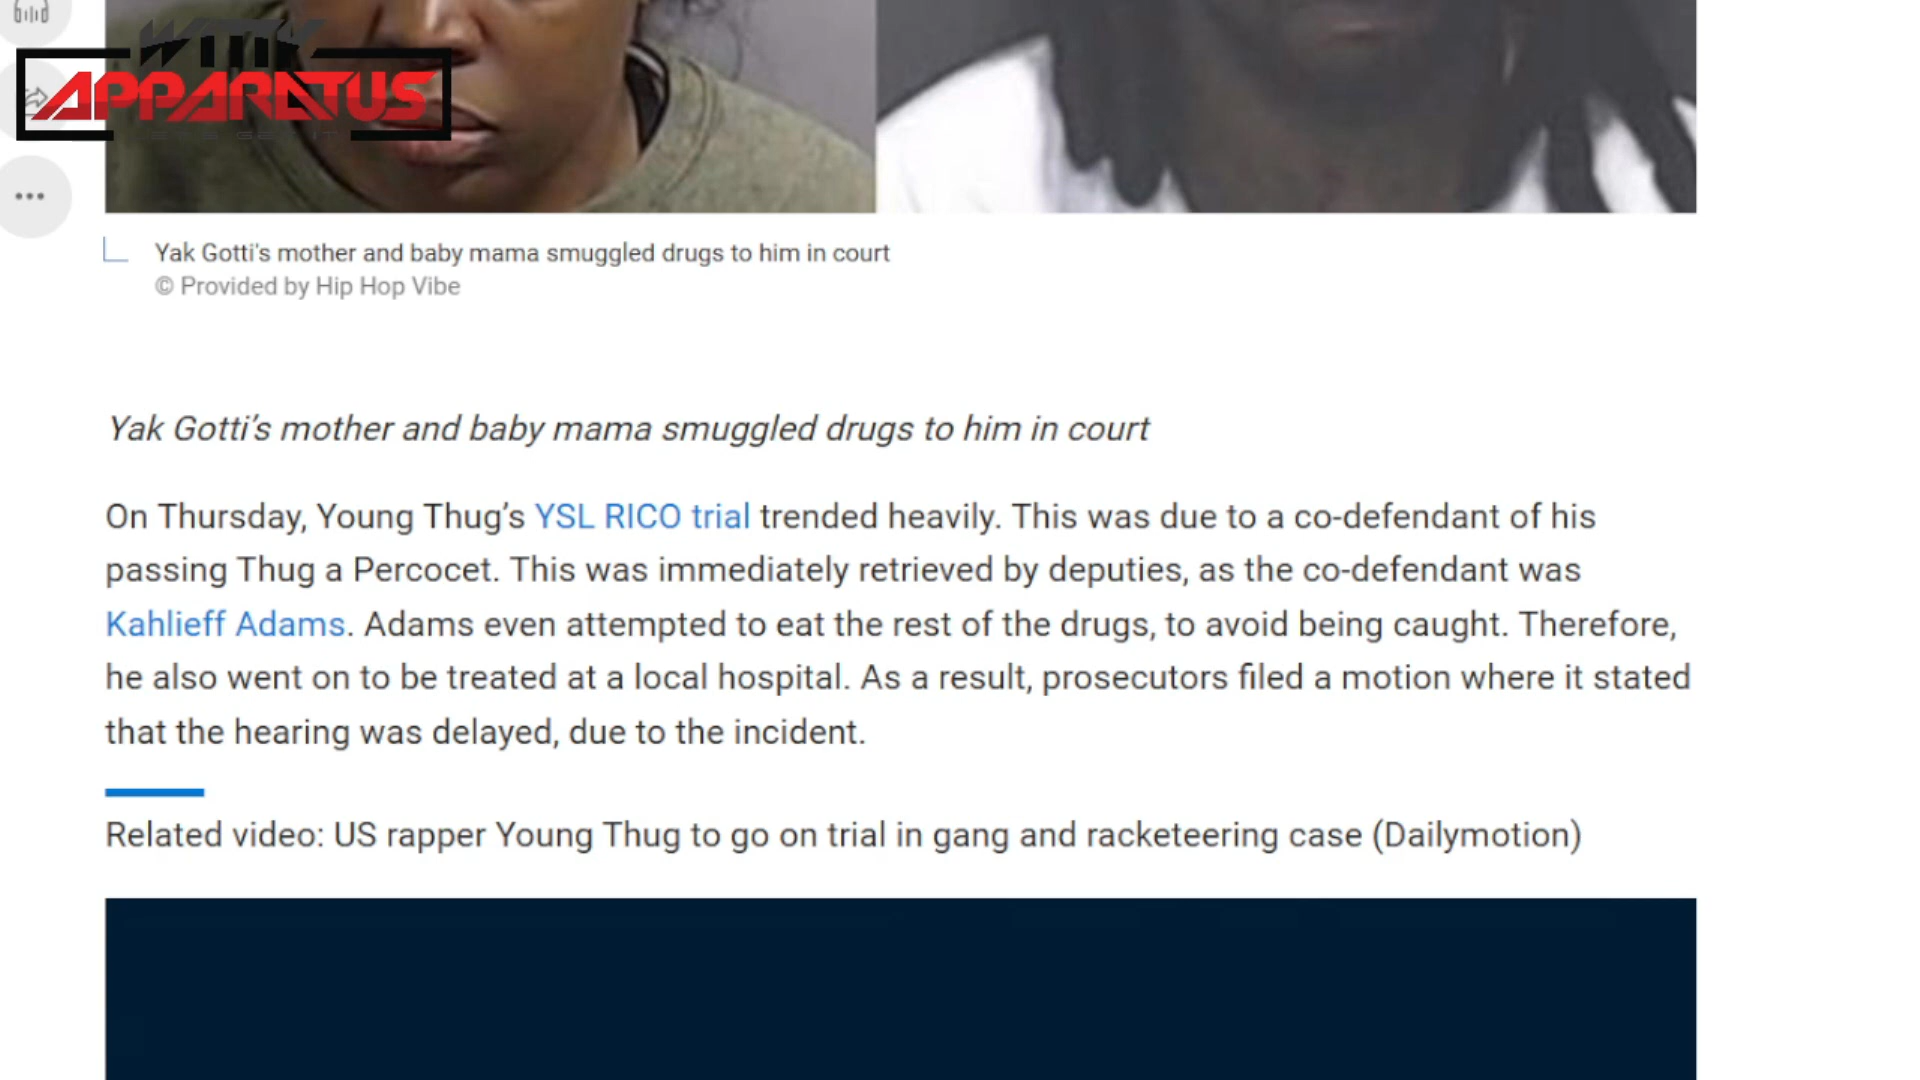 WITTY
APPARATUS
Yak Gotti's mother and baby mama smuggled drugs to him in court
© Provided by Hip Hop Vibe
Yak Gotti’s mother and baby mama smuggled drugs to him in court
On Thursday, Young Thug’s YSL RICO trial trended heavily. This was due to a co-defendant of his
passing Thug a Percocet. This was immediately retrieved by deputies, as the co-defendant was
Kahlieff Adams. Adams even attempted to eat the rest of the drugs, to avoid being caught. Therefore,
he also went on to be treated at a local hospital. As a result, prosecutors filed a motion where it stated
that the hearing was delayed, due to the incident.
Related video: US rapper Young Thug to go on trial in gang and racketeering case (Dailymotion)